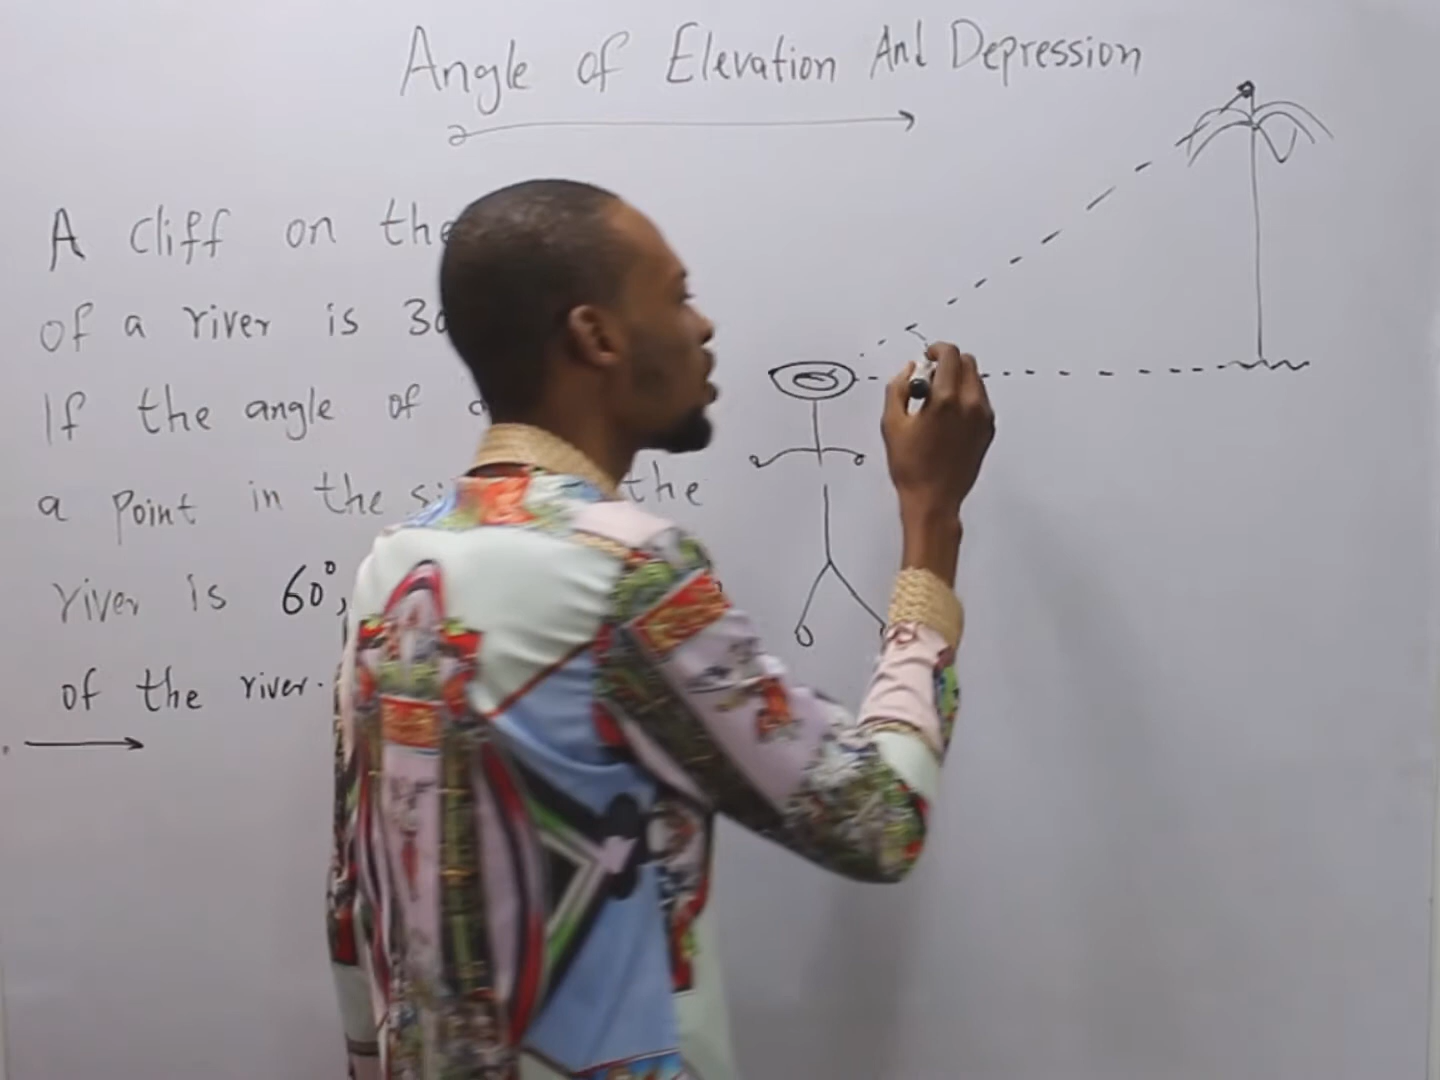 Angle of Elevation And Depression
A cliff on the
of a river is
If the angle of
a point in the the
river is 60°,
of the river.